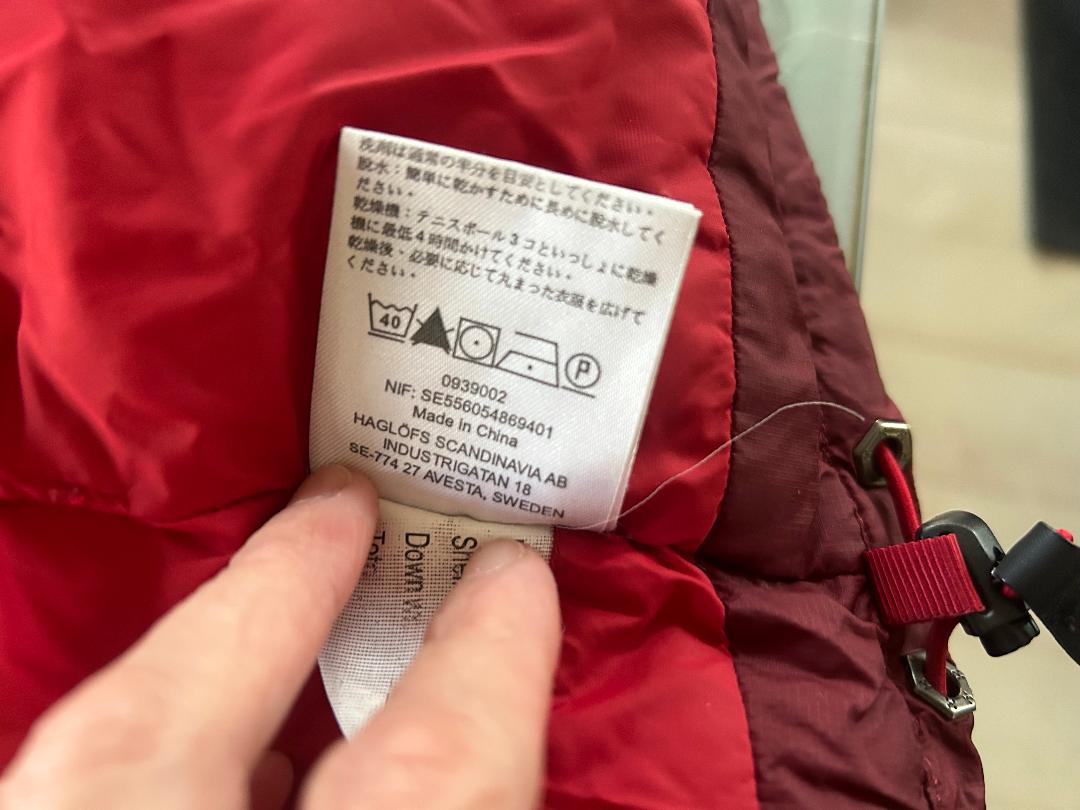 洗剤は通常の半分を目安としてください。
脱水：簡単に乾かすために長めに脱水してく
ださい。
乾燥機：テニスボール3コといっしょに乾燥
機に最低4時間かけてください。
乾燥後・必要に応じて丸まった衣服を広げて
ください。
40 P
0939002
NIF: SE556054869401
Made in China
HAGLÖFS SCANDINAVIA AB
INDUSTRIGATAN 18
SE-774 27 AVESTA, SWEDEN
Down